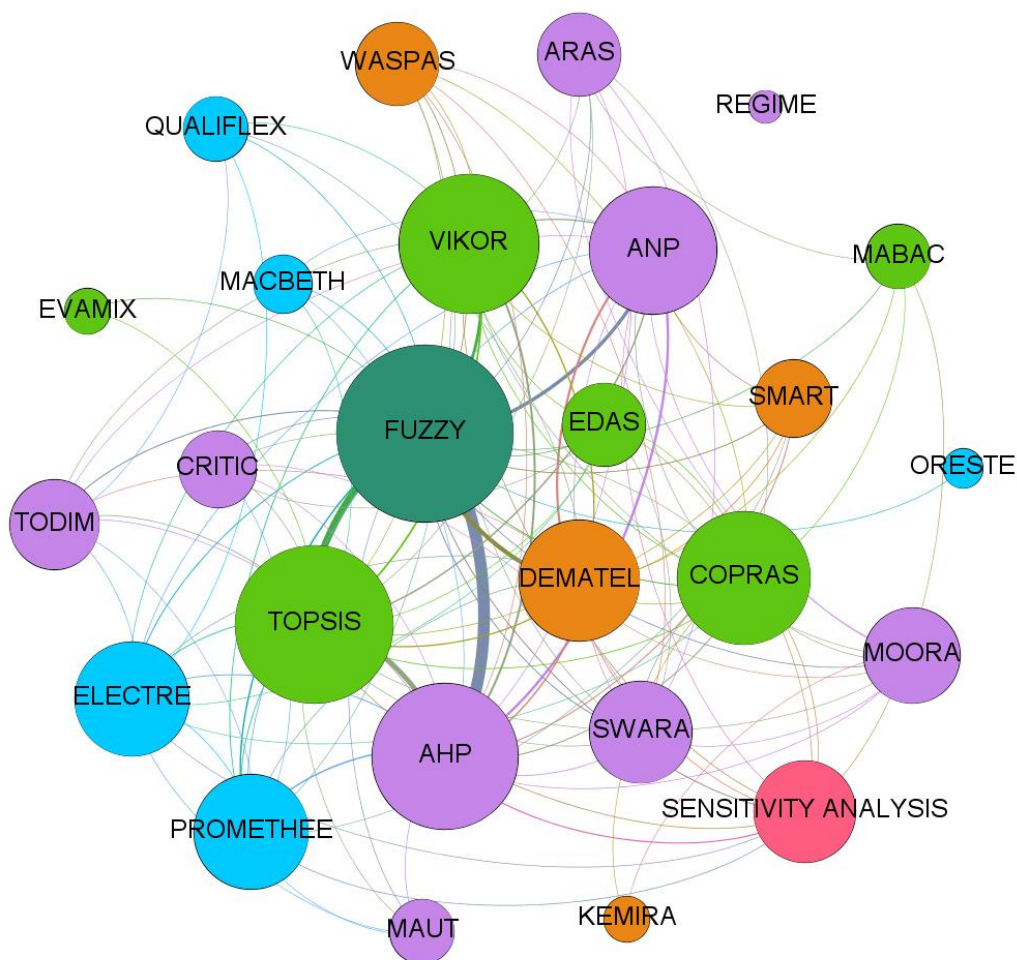 WASPAS
ARAS
REGIME
QUALIFLEX
VIKOR
ANP
MABAC
MACBETH
EVAMIX
SMART
FUZZY
EDAS
CRITIC
ORESTE
TODIM
DEMATEL
COPRAS
TOPSIS
MOORA
ELECTRE
SWARA
AHP
SENSITIVITY ANALYSIS
PROMETHEE
KEMIRA
MAUT